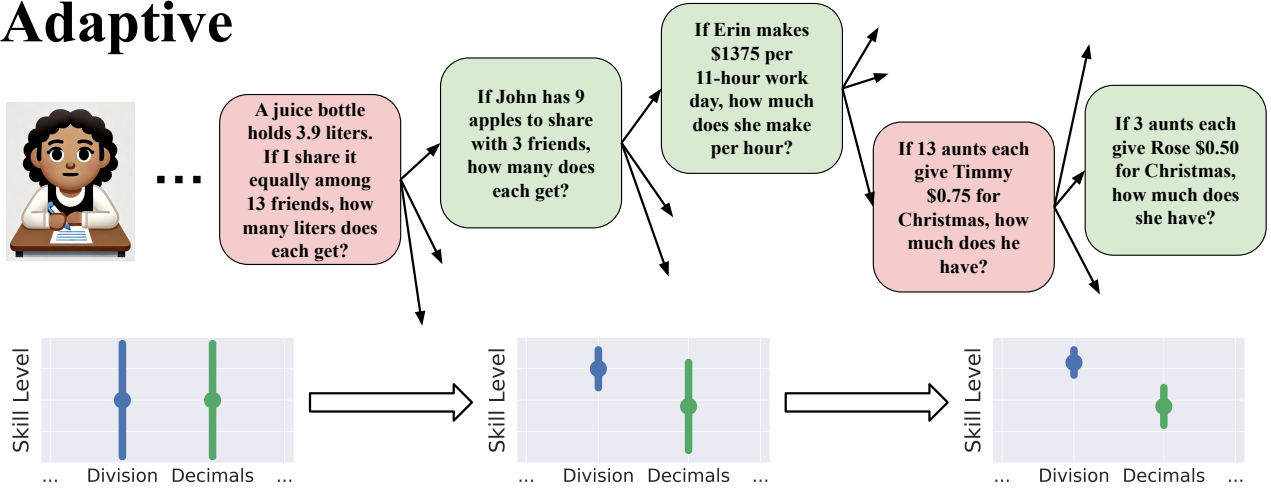 Adaptive
...
A juice bottle
holds 3.9 liters.
If I share it
equally among
13 friends, how
many liters does
each get?
If John has 9
apples to share
with 3 friends,
how many does
each get?
If Erin makes
$1375 per
11-hour work
day, how much
does she make
per hour?
If 13 aunts each
give Timmy
$0.75 for
Christmas, how
much does he
have?
If 3 aunts each
give Rose $0.50
for Christmas,
how much does
she have?
Skill Level
... Division Decimals ...
Skill Level
... Division Decimals ...
Skill Level
... Division Decimals ...